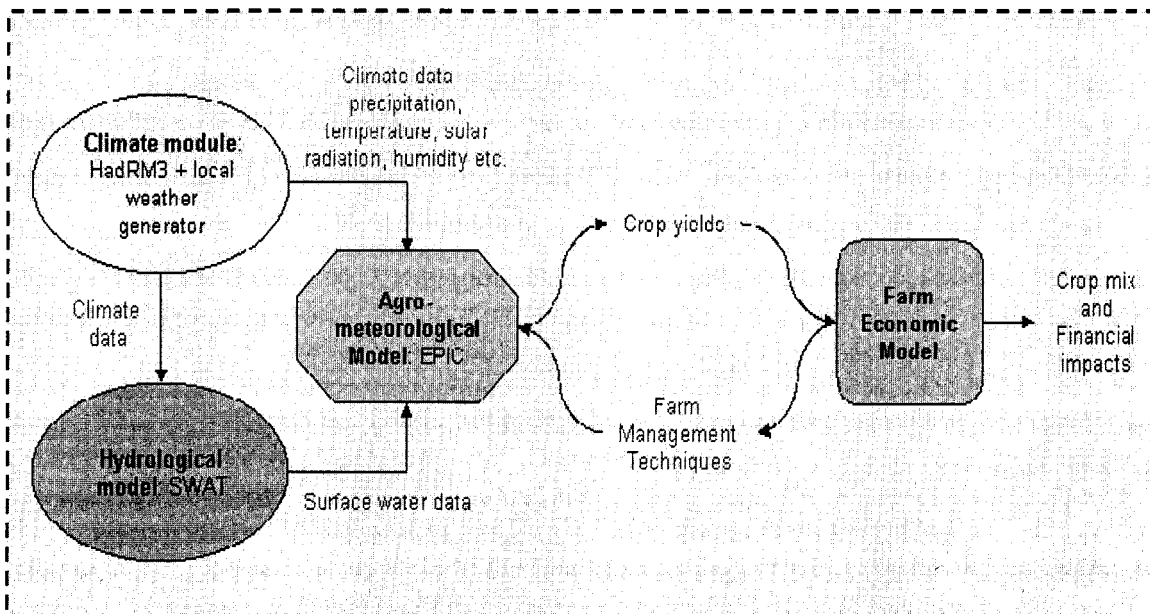 Climate data
precipitation,
temperature, solar
radiation, humidity etc.
Climate module:
HadRM3 + local
weather
generator
Crop yields
Agro-
meteorological
Model: EPIC
Farm
Economic
Model
Crop mix
and
Financial
impacts
Climate
data
Farm
Management
Techniques
Hydrological
model: SWAT
Surface water data